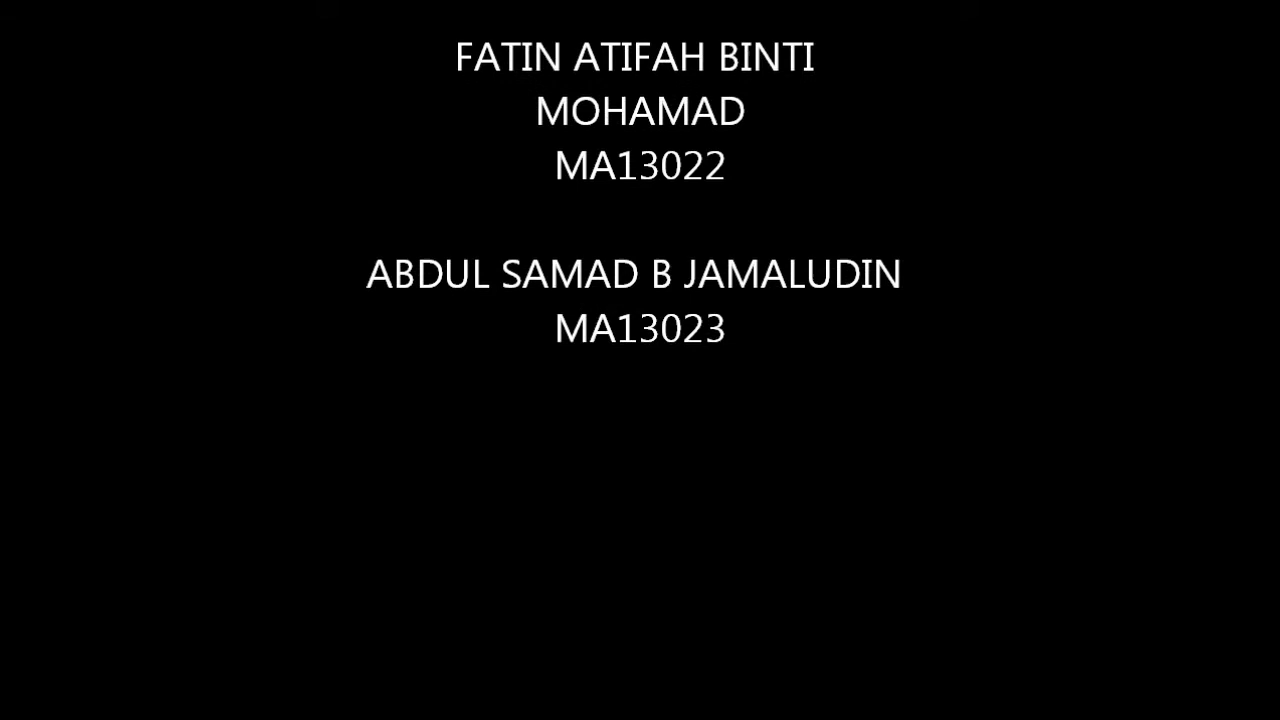 FATIN ATIFAH BINTI
MOHAMAD
MA13022
ABDUL SAMAD B JAMALUDIN
MA13023